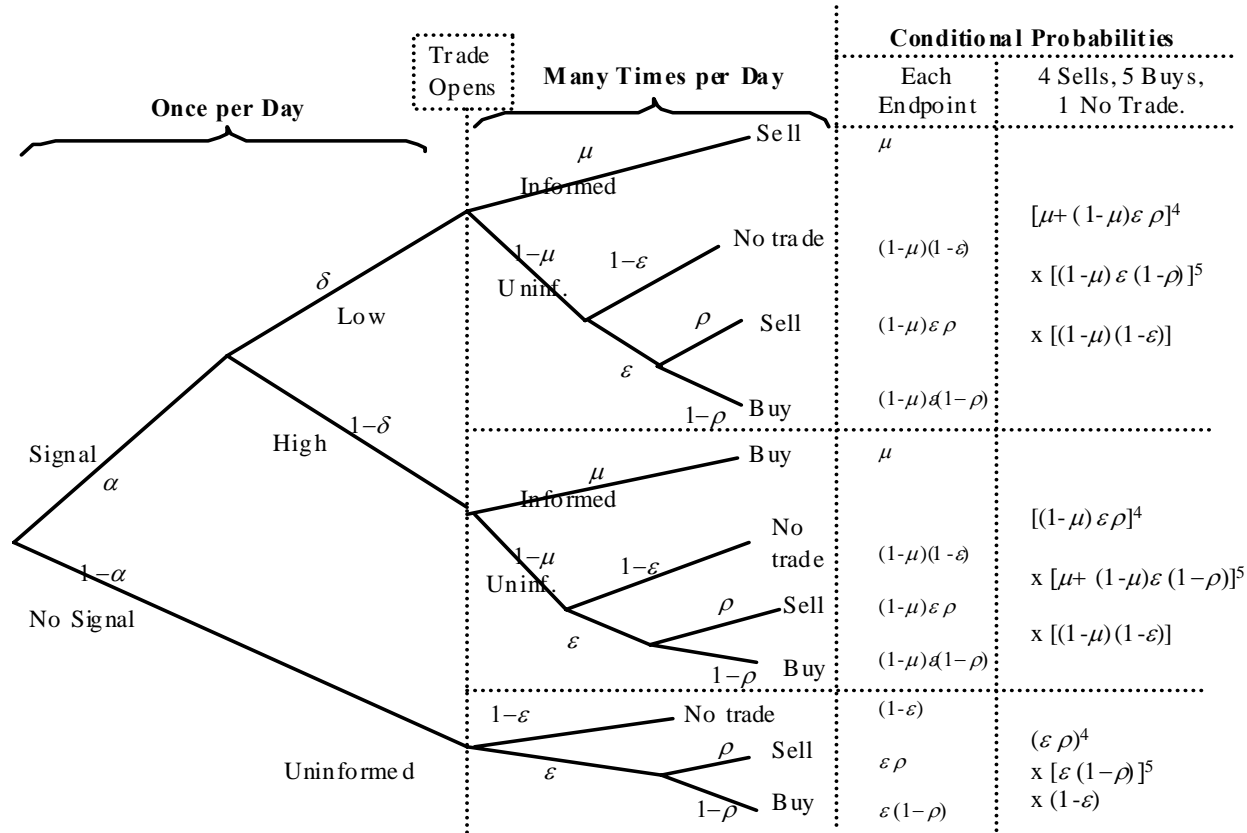 Conditional Probabilities
Trade
Opens
Many Times per Day
Each
Endpoint
4 Sells, 5 Buys,
1 No Trade.
Once per Day
Sell
μ
μ
Informed
[μ+ (1-μ)ε ρ]⁴
No trade
1−μ
1−ε
(1-μ)(1-ε)
δ
Uninf.
x [(1-μ) ε (1-ρ)]⁵
Low
ρ
Sell
(1-μ)ε ρ
x [(1-μ)(1-ε)]
ε
1−ρ
Buy
(1-μ)ε(1−ρ)
1−δ
High
Signal
α
Buy
μ
μ
Informed
[(1-μ) ε ρ]⁴
No
trade
1−μ
1−ε
(1-μ)(1-ε)
Uninf.
x [μ+ (1-μ)ε (1−ρ)]⁵
1−α
No Signal
ρ
Sell
(1-μ)ε ρ
ε
x [(1-μ)(1-ε)]
1−ρ
Buy
(1-μ)ε(1−ρ)
1−ε
No trade
(1-ε)
(ε ρ)⁴
Uninformed
ε
ρ
Sell
ε ρ
x [ε (1−ρ)]⁵
x (1-ε)
1−ρ
Buy
ε (1−ρ)